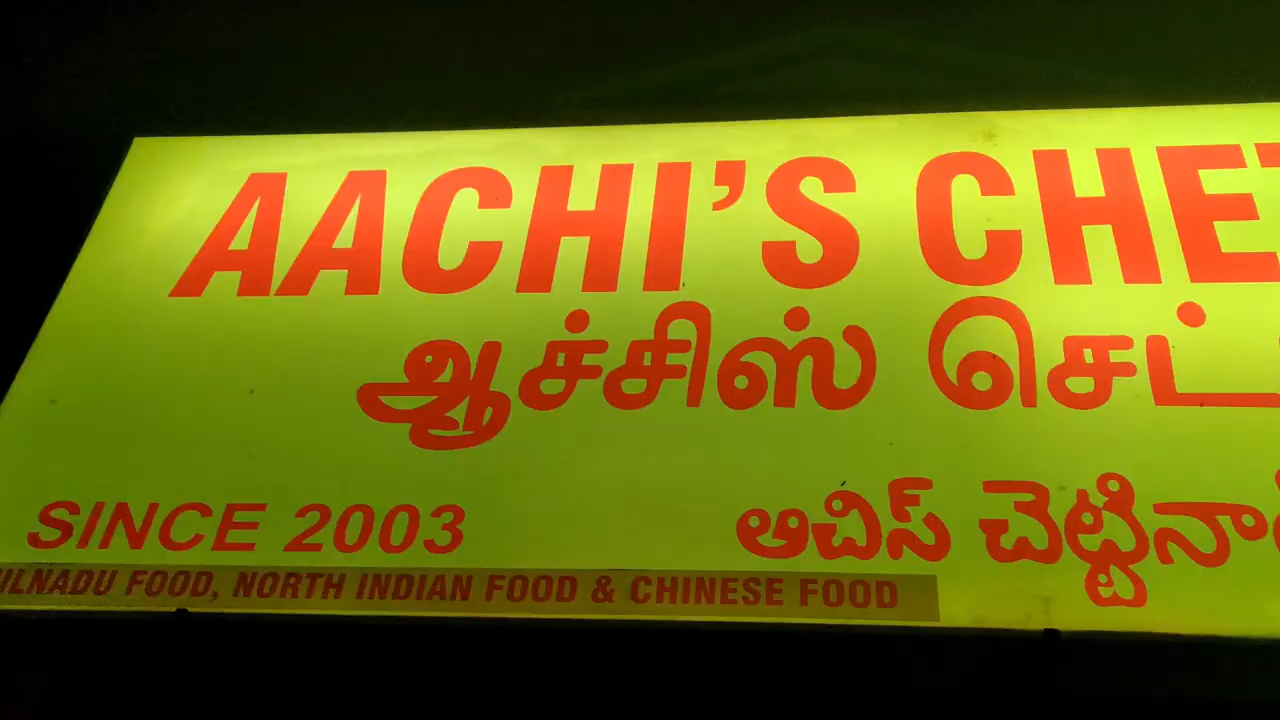 AACHI'S CHET
ஆச்சிஸ் செட்
SINCE 2003
ఆచిస్ చెట్టినా
ILNADU FOOD, NORTH INDIAN FOOD & CHINESE FOOD